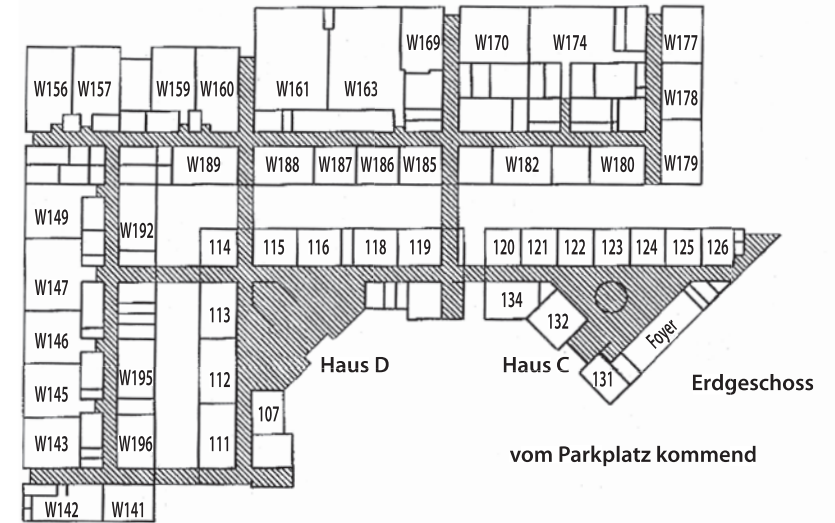 W169 W170 W174 W177
W156 W157 W159 W160 W161 W163 W178
W189 W188 W187 W186 W185 W182 W180 W179
W149 W192
114 115 116 118 119 120 121 122 123 124 125 126
W147 113 134 132 Foyer
W146
Haus D Haus C
W145 W195 112 131 Erdgeschoss
107
W143 W196 111 vom Parkplatz kommend
W142 W141